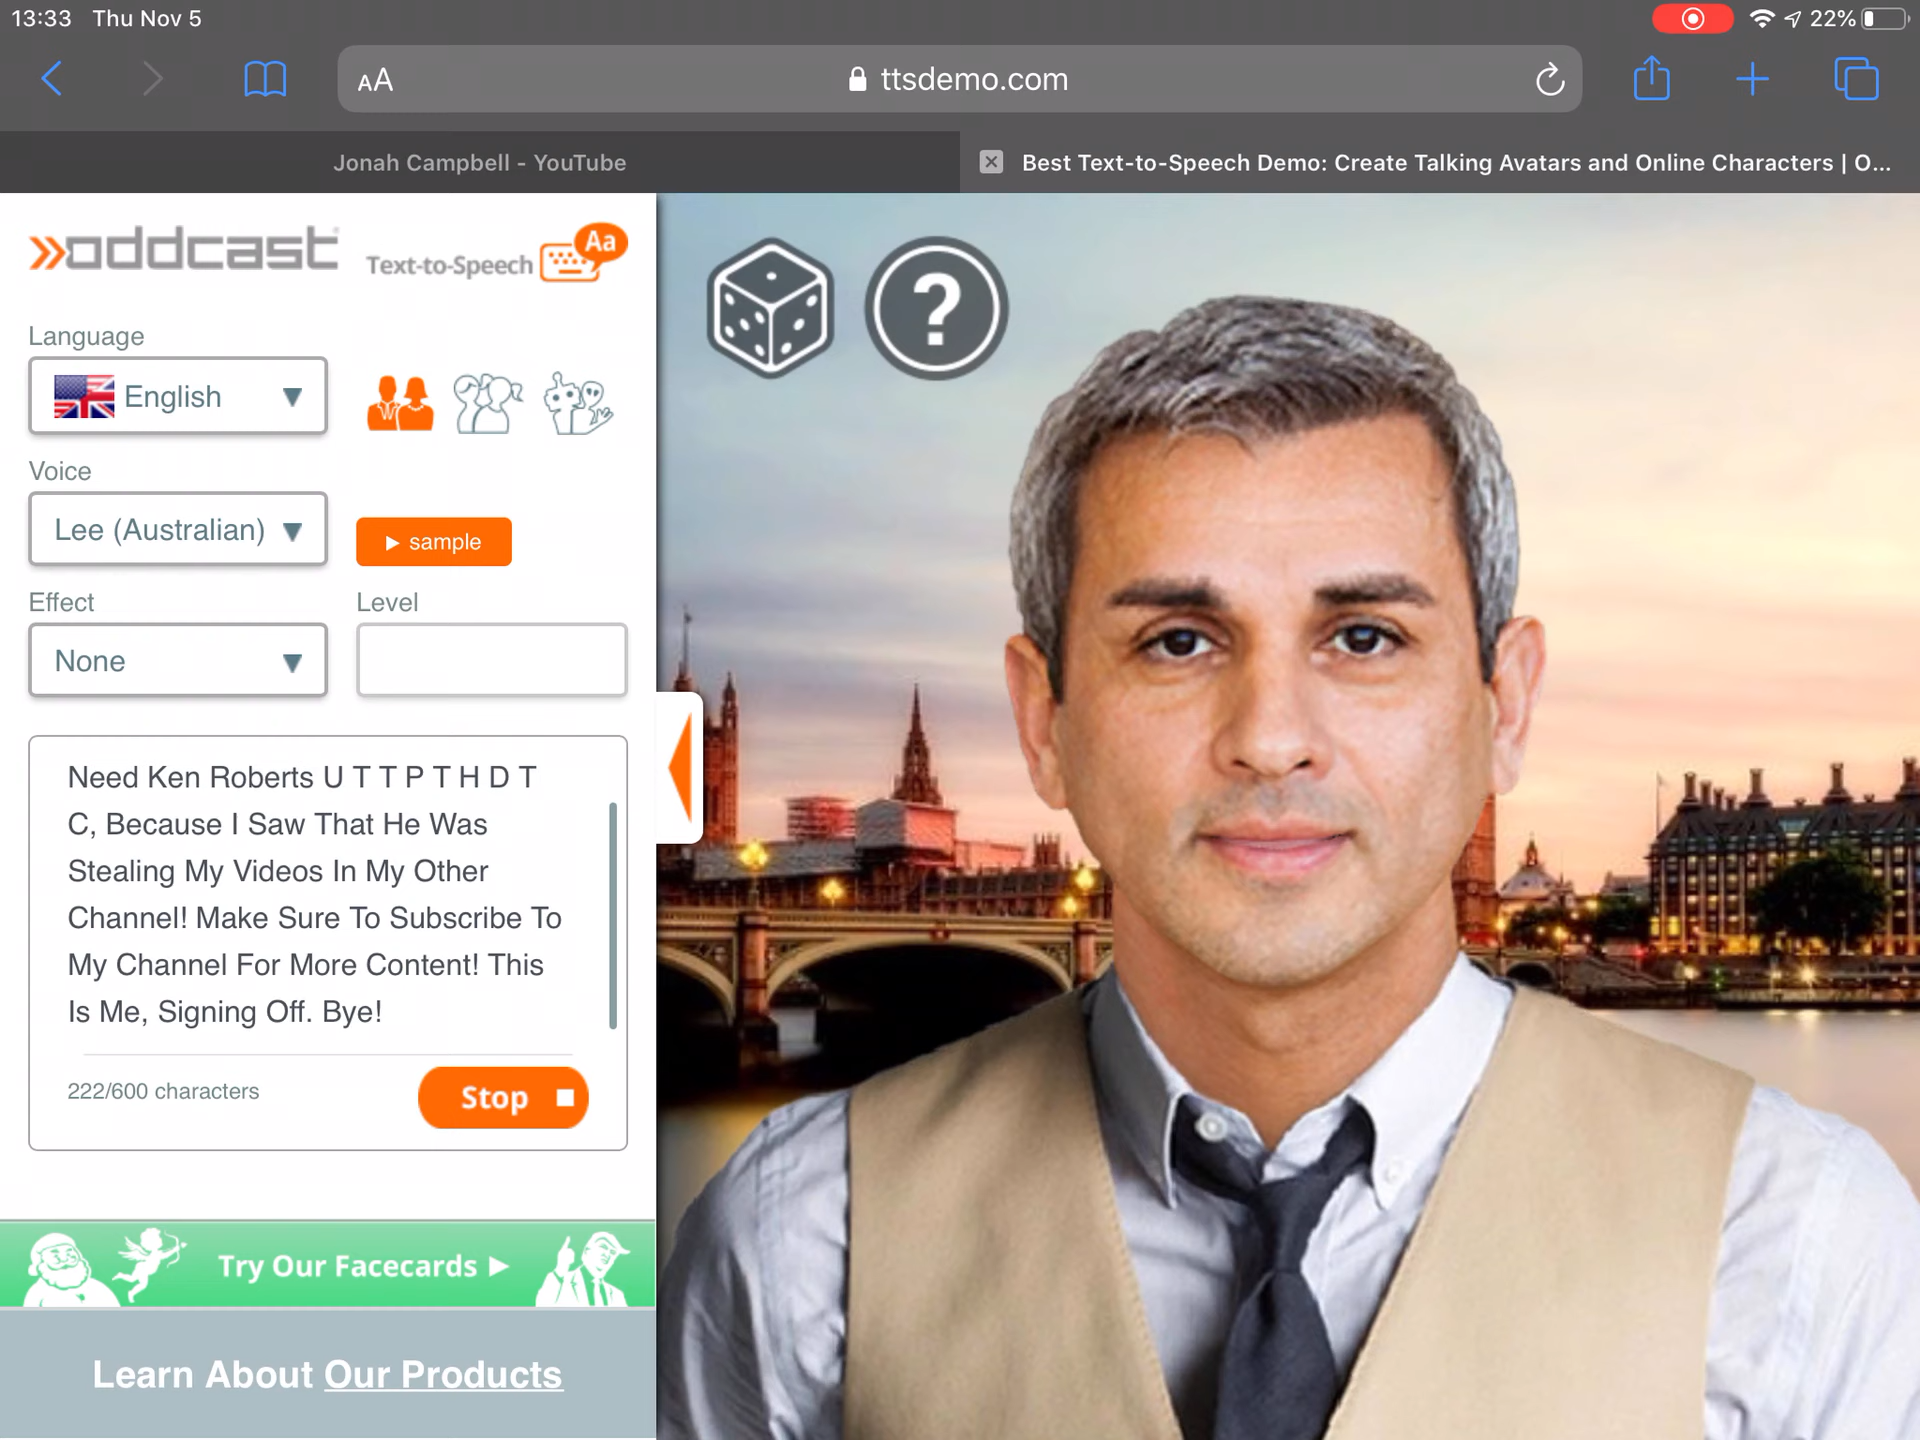 13:33 Thu Nov 5
22%
AA
ttsdemo.com
Jonah Campbell - YouTube
Best Text-to-Speech Demo: Create Talking Avatars and Online Characters | O...
oddcast
Text-to-Speech
Aa
?
Language
English
Voice
Lee (Australian)
sample
Effect
Level
None
Need Ken Roberts U T T P T H D T
C, Because I Saw That He Was
Stealing My Videos In My Other
Channel! Make Sure To Subscribe To
My Channel For More Content! This
Is Me, Signing Off. Bye!
222/600 characters
Stop
Try Our Facecards
Learn About Our Products